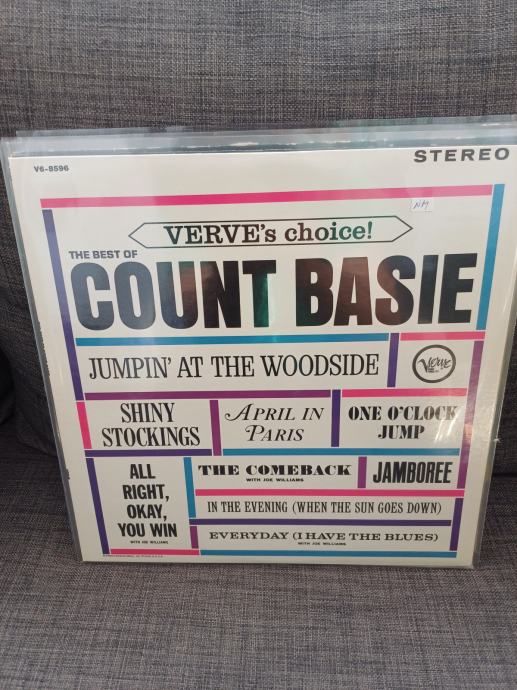 STEREO
V6-8596
NM
VERVE's choice!
THE BEST OF
COUNT BASIE
JUMPIN' AT THE WOODSIDE
Verve
SHINY
STOCKINGS
APRIL IN
PARIS
ONE O'CLOCK
JUMP
ALL
RIGHT,
OKAY,
YOU WIN
WITH JOE WILLIAMS
THE COMEBACK
WITH JOE WILLIAMS
JAMBOREE
IN THE EVENING (WHEN THE SUN GOES DOWN)
EVERYDAY (I HAVE THE BLUES)
WITH JOE WILLIAMS